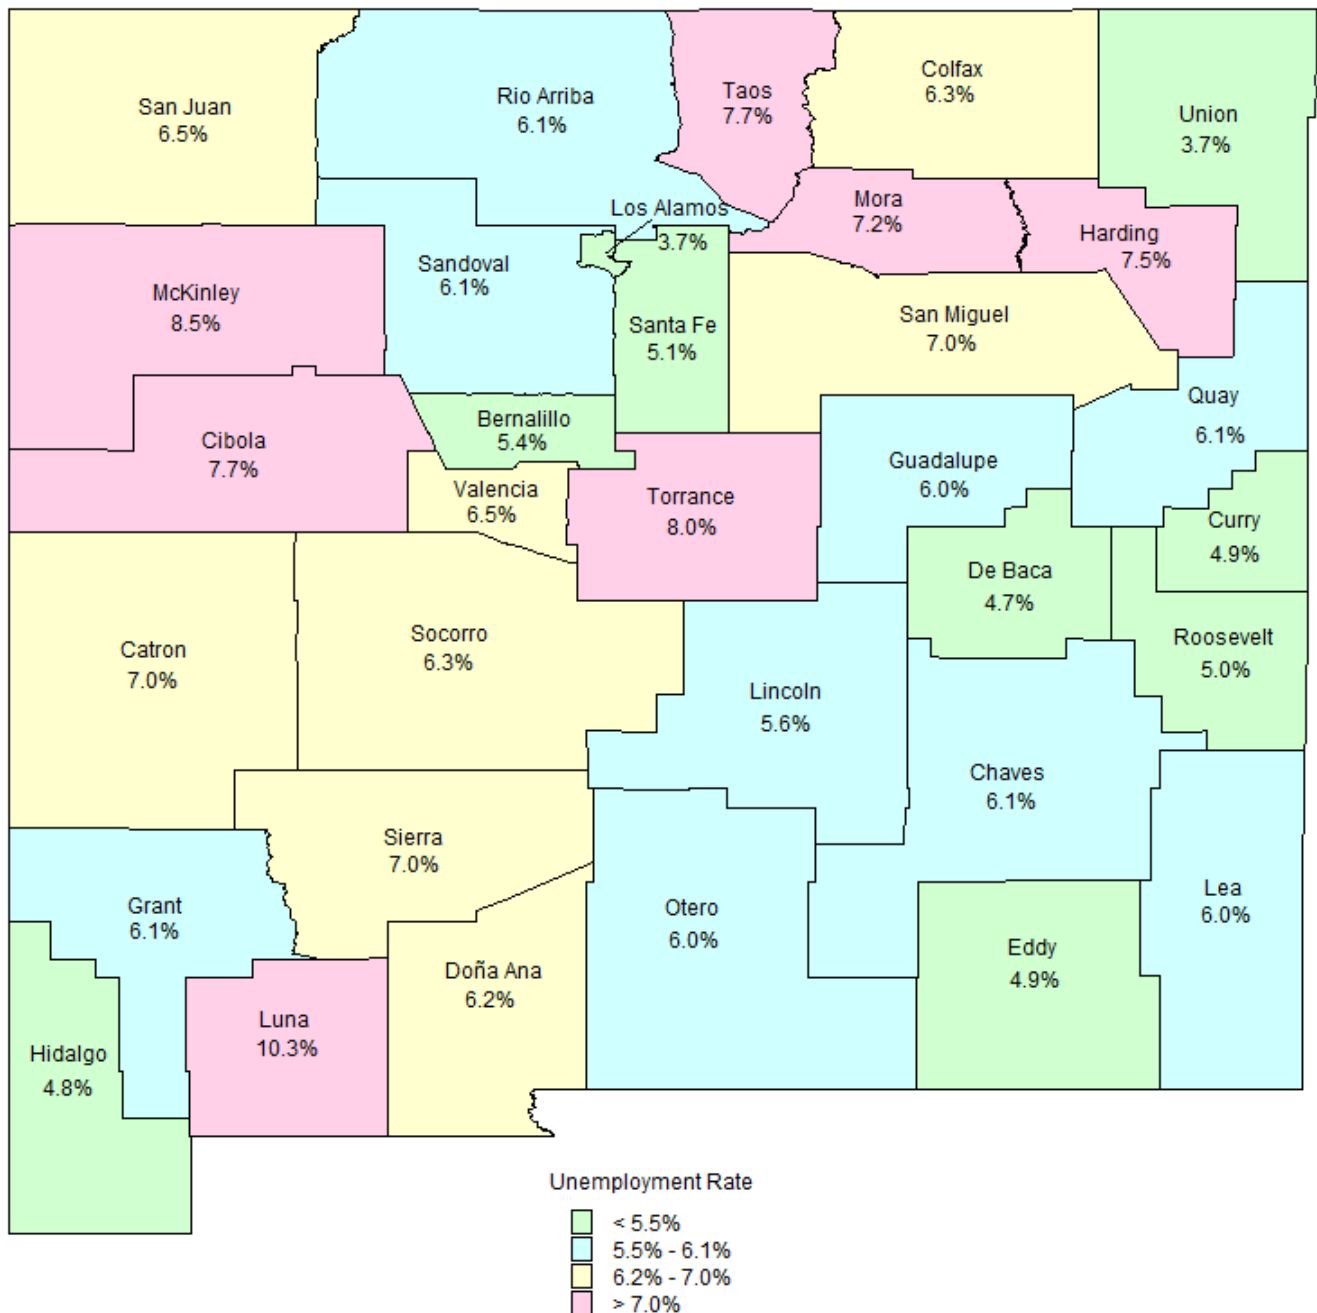 San Juan
6.5%
Rio Arriba
6.1%
Taos
7.7%
Colfax
6.3%
Union
3.7%
Los Alamos
3.7%
Mora
7.2%
Harding
7.5%
McKinley
8.5%
Sandoval
6.1%
Santa Fe
5.1%
San Miguel
7.0%
Quay
6.1%
Cibola
7.7%
Bernalillo
5.4%
Valencia
6.5%
Torrance
8.0%
Guadalupe
6.0%
Curry
4.9%
De Baca
4.7%
Roosevelt
5.0%
Catron
7.0%
Socorro
6.3%
Lincoln
5.6%
Chaves
6.1%
Sierra
7.0%
Grant
6.1%
Otero
6.0%
Lea
6.0%
Eddy
4.9%
Doña Ana
6.2%
Luna
10.3%
Hidalgo
4.8%
Unemployment Rate
< 5.5%
5.5% - 6.1%
6.2% - 7.0%
> 7.0%